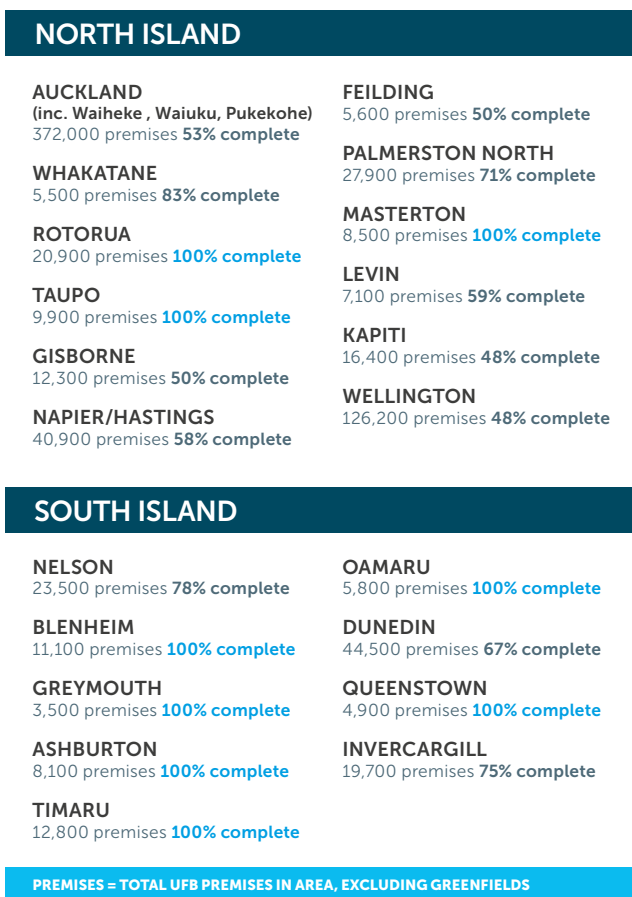 NORTH ISLAND
AUCKLAND
(inc. Waiheke , Waiuku, Pukekohe)
372,000 premises 53% complete
WHAKATANE
5,500 premises 83% complete
ROTORUA
20,900 premises 100% complete
TAUPO
9,900 premises 100% complete
GISBORNE
12,300 premises 50% complete
NAPIER/HASTINGS
40,900 premises 58% complete
FEILDING
5,600 premises 50% complete
PALMERSTON NORTH
27,900 premises 71% complete
MASTERTON
8,500 premises 100% complete
LEVIN
7,100 premises 59% complete
KAPITI
16,400 premises 48% complete
WELLINGTON
126,200 premises 48% complete
SOUTH ISLAND
NELSON
23,500 premises 78% complete
BLENHEIM
11,100 premises 100% complete
GREYMOUTH
3,500 premises 100% complete
ASHBURTON
8,100 premises 100% complete
TIMARU
12,800 premises 100% complete
OAMARU
5,800 premises 100% complete
DUNEDIN
44,500 premises 67% complete
QUEENSTOWN
4,900 premises 100% complete
INVERCARGILL
19,700 premises 75% complete
PREMISES = TOTAL UFB PREMISES IN AREA, EXCLUDING GREENFIELDS